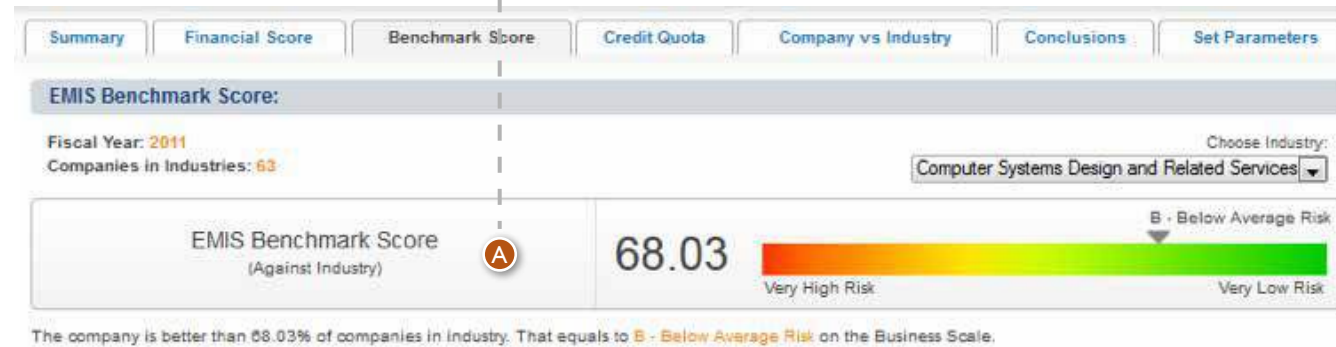 Summary Financial Score Benchmark Score Credit Quota Company vs Industry Conclusions Set Parameters
EMIS Benchmark Score:
Fiscal Year: 2011
Companies in Industries: 63
Choose Industry:
Computer Systems Design and Related Services
EMIS Benchmark Score
(Against Industry)
A
68.03
B - Below Average Risk
Very High Risk
Very Low Risk
The company is better than 68.03% of companies in industry. That equals to B - Below Average Risk on the Business Scale.